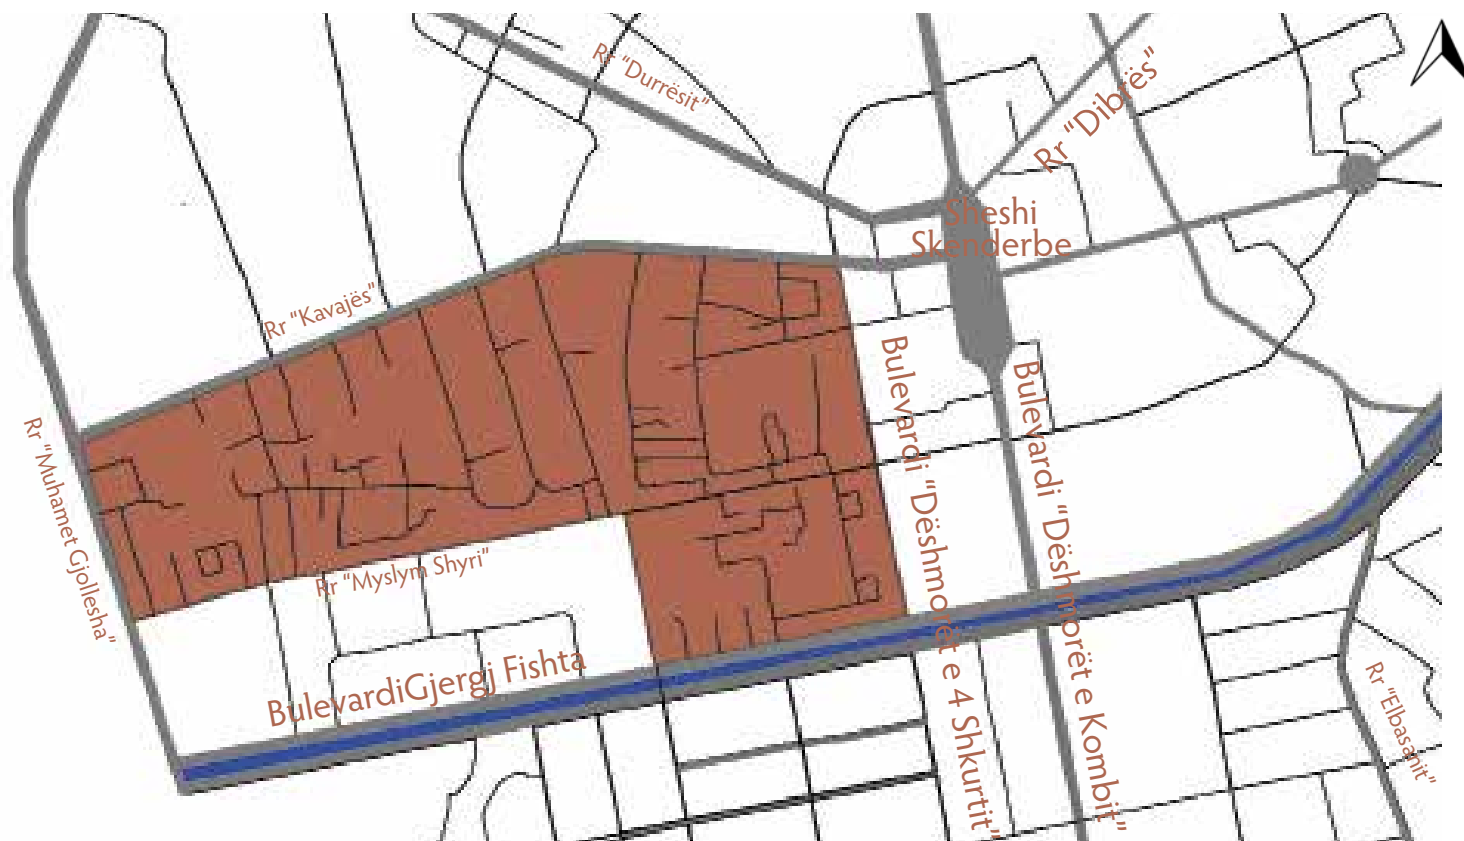 Rr "Durrësit"
Rr "Dibrës"
Sheshi
Skenderbe
Rr "Kavajës"
Bulevardi "Dëshmorët e 4 Shkurtit"
Bulevardi "Dëshmorët e Kombit"
Rr "Muhamet Gjollesha"
Rr "Myslym Shyri"
BulevardiGjergj Fishta
Rr "Elbasanit"